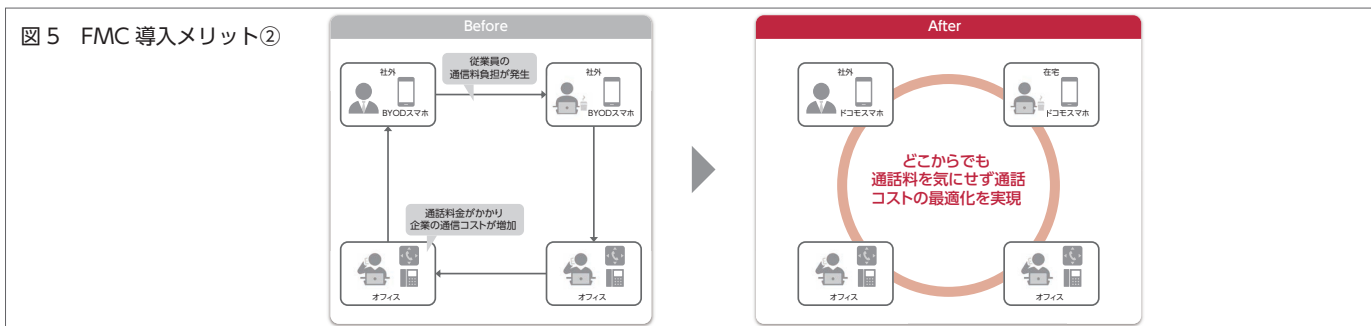 図5 FMC導入メリット②
Before
社外
BYODスマホ
従業員の
通信料負担が発生
社外
BYODスマホ
通話料金がかかり
企業の通信コストが増加
オフィス
オフィス
After
社外
ドコモスマホ
在宅
ドコモスマホ
どこからでも
通話料を気にせず通話
コストの最適化を実現
オフィス
オフィス